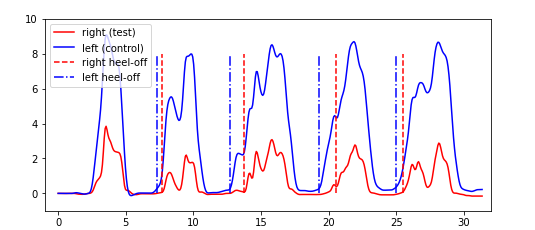 10
8
6
4
2
0
right (test)
left (control)
right heel-off
left heel-off
0 5 10 15 20 25 30